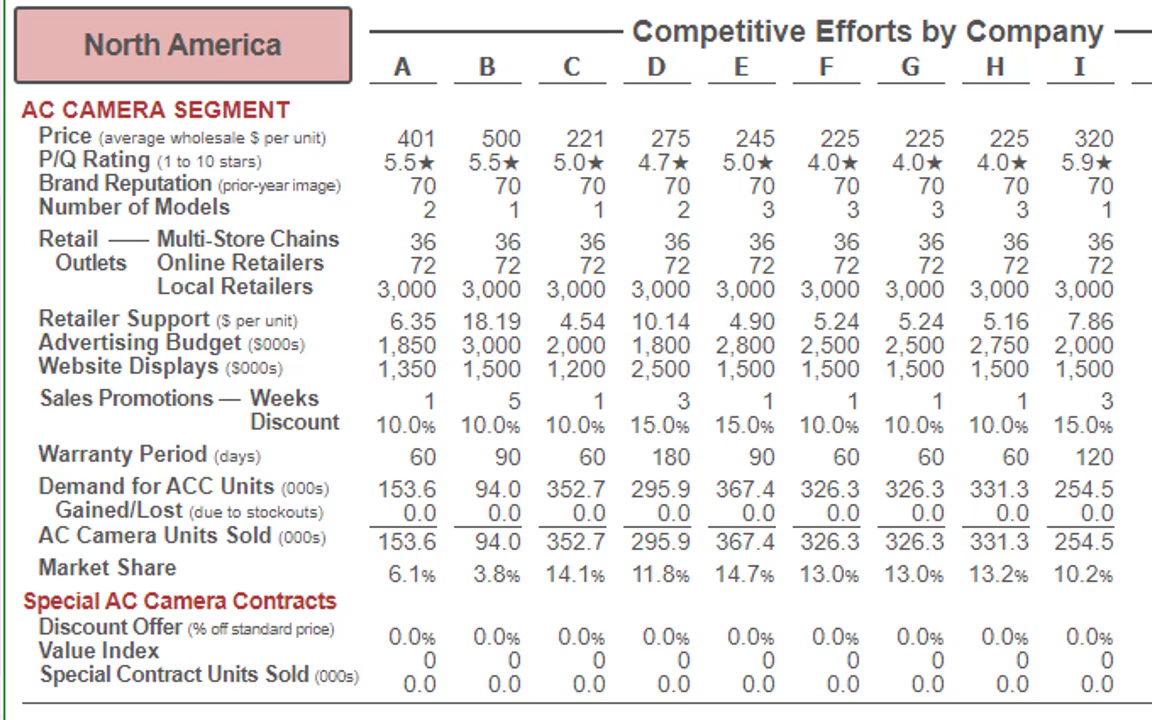 North America
Competitive Efforts by Company
A B C D E F G H I
AC CAMERA SEGMENT
Price (average wholesale $ per unit) 401 500 221 275 245 225 225 225 320
P/Q Rating (1 to 10 stars) 5.5★ 5.5★ 5.0★ 4.7★ 5.0★ 4.0★ 4.0★ 4.0★ 5.9★
Brand Reputation (prior-year image) 70 70 70 70 70 70 70 70 70
Number of Models 2 1 1 2 3 3 3 3 1
Retail — Multi-Store Chains 36 36 36 36 36 36 36 36 36
Outlets Online Retailers 72 72 72 72 72 72 72 72 72
Local Retailers 3,000 3,000 3,000 3,000 3,000 3,000 3,000 3,000 3,000
Retailer Support ($ per unit) 6.35 18.19 4.54 10.14 4.90 5.24 5.24 5.16 7.86
Advertising Budget ($000s) 1,850 3,000 2,000 1,800 2,800 2,500 2,500 2,750 2,000
Website Displays ($000s) 1,350 1,500 1,200 2,500 1,500 1,500 1,500 1,500 1,500
Sales Promotions — Weeks 1 5 1 3 1 1 1 1 3
Discount 10.0% 10.0% 10.0% 15.0% 15.0% 10.0% 10.0% 10.0% 15.0%
Warranty Period (days) 60 90 60 180 90 60 60 60 120
Demand for ACC Units (000s) 153.6 94.0 352.7 295.9 367.4 326.3 326.3 331.3 254.5
Gained/Lost (due to stockouts) 0.0 0.0 0.0 0.0 0.0 0.0 0.0 0.0 0.0
AC Camera Units Sold (000s) 153.6 94.0 352.7 295.9 367.4 326.3 326.3 331.3 254.5
Market Share 6.1% 3.8% 14.1% 11.8% 14.7% 13.0% 13.0% 13.2% 10.2%
Special AC Camera Contracts
Discount Offer (% off standard price) 0.0% 0.0% 0.0% 0.0% 0.0% 0.0% 0.0% 0.0% 0.0%
Value Index 0 0 0 0 0 0 0 0 0
Special Contract Units Sold (000s) 0.0 0.0 0.0 0.0 0.0 0.0 0.0 0.0 0.0